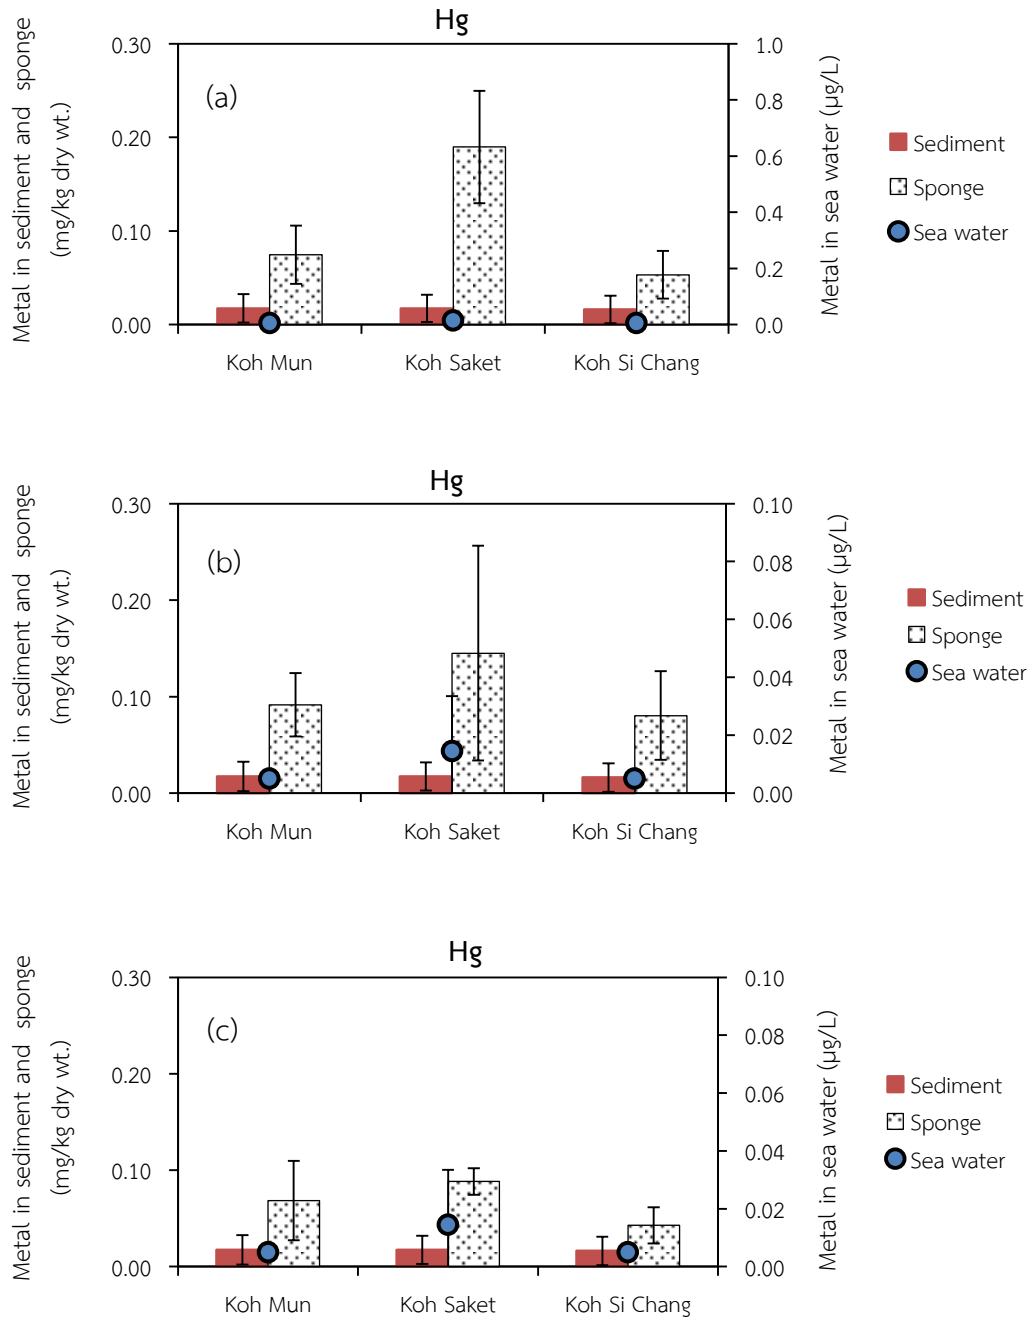 Hg
Metal in sediment and sponge
(mg/kg dry wt.)
0.30
0.20
0.10
0.00
(a)
1.0
0.8
0.6
0.4
0.2
0.0
Metal in sea water (µg/L)
Koh Mun
Koh Saket
Koh Si Chang
Sediment
Sponge
Sea water
Hg
Metal in sediment and sponge
(mg/kg dry wt.)
0.30
0.20
0.10
0.00
(b)
0.10
0.08
0.06
0.04
0.02
0.00
Metal in sea water (µg/L)
Koh Mun
Koh Saket
Koh Si Chang
Sediment
Sponge
Sea water
Hg
Metal in sediment and sponge
(mg/kg dry wt.)
0.30
0.20
0.10
0.00
(c)
0.10
0.08
0.06
0.04
0.02
0.00
Metal in sea water (µg/L)
Koh Mun
Koh Saket
Koh Si Chang
Sediment
Sponge
Sea water